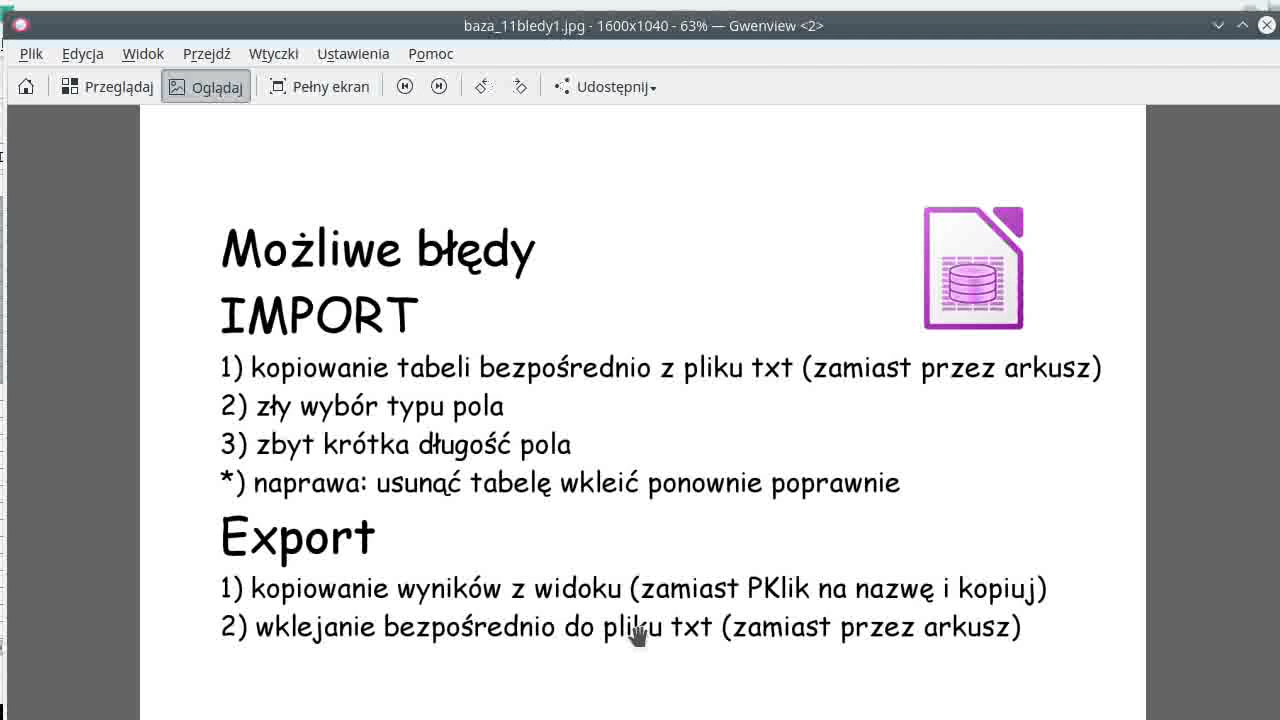 baza_11bledy1.jpg - 1600x1040 - 63% — Gwenview <2>
Plik Edycja Widok Przejdź Wtyczki Ustawienia Pomoc
Przeglądaj Oglądaj Pełny ekran Udostępnij
Możliwe błędy
IMPORT
1) kopiowanie tabeli bezpośrednio z pliku txt (zamiast przez arkusz)
2) zły wybór typu pola
3) zbyt krótka długość pola
*) naprawa: usunąć tabelę wkleić ponownie poprawnie
Export
1) kopiowanie wyników z widoku (zamiast PKlik na nazwę i kopiuj)
2) wklejanie bezpośrednio do pliku txt (zamiast przez arkusz)